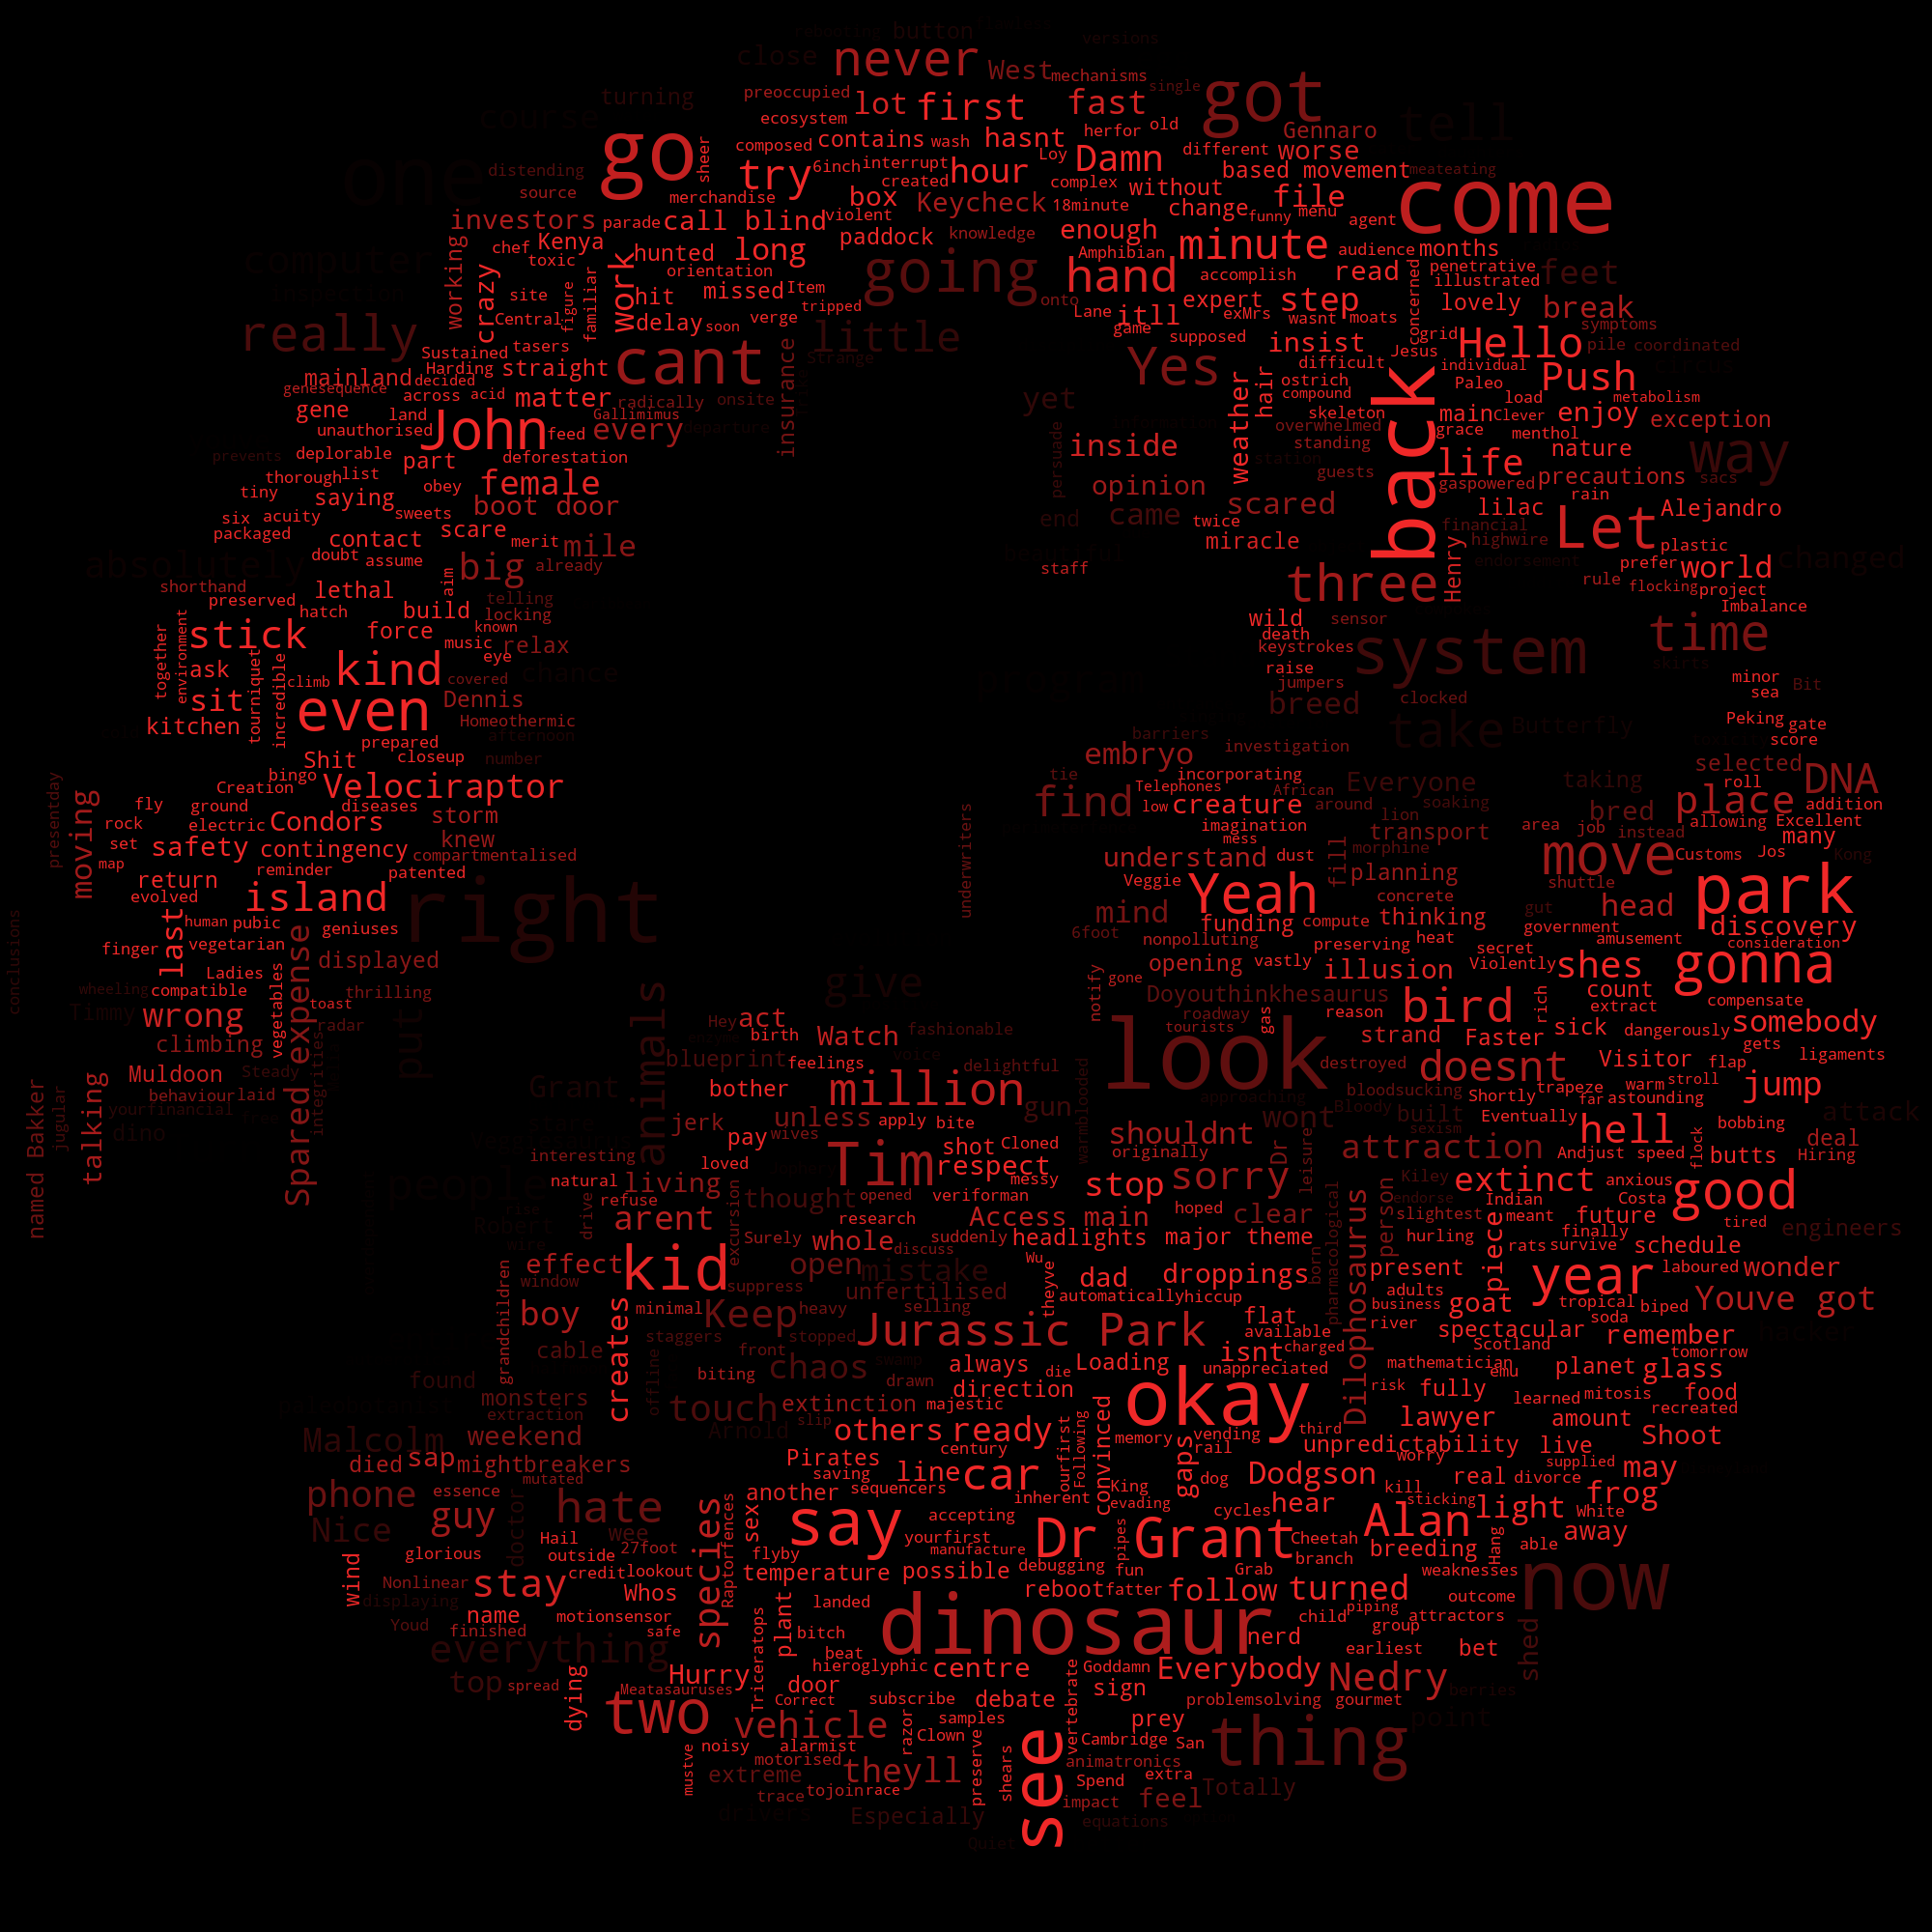 rebooting button versions
close never West mechanisms single
turning preoccupied lot first fast got
course ecosystem herfor old Gennaro tell
go composed contains wash hasnt Damn different worse
one distending sheer try 6inch interrupt hour Loy based movement meateating
source merchandise box created Keycheck complex without file come
investors parade call blind violent 18minute change funny menu agent
working chef Kenya hunted long paddock knowledge enough minute audience months
computer toxic orientation going Amphibian hand accomplish read concerned penetrative feet
inspection crazy site figure familiar work hit missed Item onto expert step illustrated lovely break
really Central delay soon verge tripped Lane exMrs itll wasnt moats grid Hello symptoms
Sustained tasers cant insurance little game supposed insist Jesus pile coordinated
mainland Harding straight Strange Yes difficult individual Push circus
genesequence decided across acid matter radically onsite yet weather hair ostrich compound back Paleo load metabolism
gene land John Gallimimus every departure skeleton main clever enjoy exception
unauthorised feed overwhelmed grace menthol way
prevents deplorable part deforestation persuade inside standing life nature
thorough list female station guests gaspowered precautions sacs
tiny saying obey boot door opinion scared lilac rain Alejandro
six acuity sweets end came twice financial Let
packaged contact scare merit mile miracle Henry highwire plastic
absolutely doubt assume big already staff endorsement prefer world changed
shorthand lethal aim telling three rule flocking project
preserved hatch build locking wild sensor Imbalance
together environment stick force known music relax death system time
ask tourniquet incredible kind eye chance keystrokes skirts
climb covered raise jumpers minor
sit even Dennis breed clocked sea Bit
kitchen Homeothermic barriers take Butterfly Peking gate
prepared afternoon investigation score
Shit closeup number embryo
bingo Velociraptor tie incorporating Everyone taking selected DNA
presentday moving Creation Telephones African soaking roll
fly ground diseases storm find low creature around bred place addition
rock electric Condors knew imagination lion transport area job instead allowing Excellent
set safety contingency compartmentalised underwriters mess morphine many
map return reminder patented understand dust fill planning move Customs Jos Kong
evolved island Veggie Yeah concrete shuttle park
human pubic right mind funding compute thinking gut head
conclusions finger last vegetarian geniuses 6foot nonpolluting preserving heat government discovery
Ladies Spared expense displayed opening vastly secret amusement consideration
wheeling compatible vegetables thrilling give notify gone illusion Violently shes gonna
Timmy wrong toast put animals Doyouthinkhesaurus reason bird rich count compensate
climbing radar Hey act look roadway extract somebody
Steady birth Watch fashionable tourists gas strand Faster sick dangerously gets
Muldoon integrities blueprint feelings voice delightful destroyed doesnt Visitor flap ligaments
named Bakker jugular talking behaviour laid Grant bother million approaching bloodsucking trapeze warm stroll jump
yourfinancial free gun Shortly far astounding
dino jerk unless apply bite warmblooded wont Bloody built Eventually bobbing attack
pay wives shouldnt sexism hell flock deal
interesting loved Tim shot Cloned originally leisure attraction Andjust speed butts Hiring
natural respect messy Dr Kiley extinct anxious
people refuse living opened veriforman stop sorry endorse Indian Costa good
rise drive excursion thought research Access main hoped clear person slightest meant future tired
Robert arent Surely whole suddenly headlights major theme hurling finally engineers
wire discuss Wu rats survive schedule
effect open mistake dad born pharmacological Dilophosaurus present piece laboured wonder
window kid suppress unfertilised theyve droppings adults year
grandchildren minimal Keep heavy selling automaticallyhiccup business goat tropical biped Youve got
boy staggers stopped flat river soda
cable front Jurassic Park available spectacular Scotland remember hacker
creates offline chaos swamp always die Loading isnt charged mathematician emu planet tomorrow glass
found biting drawn direction unappreciated risk fully learned mitosis food
monsters touch extinction majestic okay recreated
extraction Arnold slip others ready convinced lawyer amount
Malcolm weekend Following memory vending third unpredictability live Shoot
died sap mightbreakers Pirates century ourfirst gaps rail worry
essence mutated saving line car King dog Dodgson kill real divorce supplied may
phone species another sequencers inherent evading sticking light frog
guy hate sex accepting cycles hear White
Nice doctor wee say yourfirst Dr Grant Cheetah Alan away
Hail 27foot Raptorfences manufacture pipes Hang able
glorious outside flyby debugging fun branch breeding
wind credit lookout temperature possible Grab weaknesses
Nonlinear stay Whos reboot fatter follow turned outcome now
displaying name motionsensor plant landed piping
Youd finished safe bitch dinosaur child group attractors
everything Triceratops beat nerd earliest bet shed
Hurry hieroglyphic centre Goddamn Everybody
top spread Meatasauruses door vertebrate sign Nedry berries
dying two Correct subscribe debate problemsolving gourmet
vehicle razor samples prey point
noisy alarmist Clown Cambridge San thing
mustve motorised preserve shears see animatronics
extreme theyll Spend extra Totally
trace tojoinrace impact feel
drivers Especially equations
Quiet